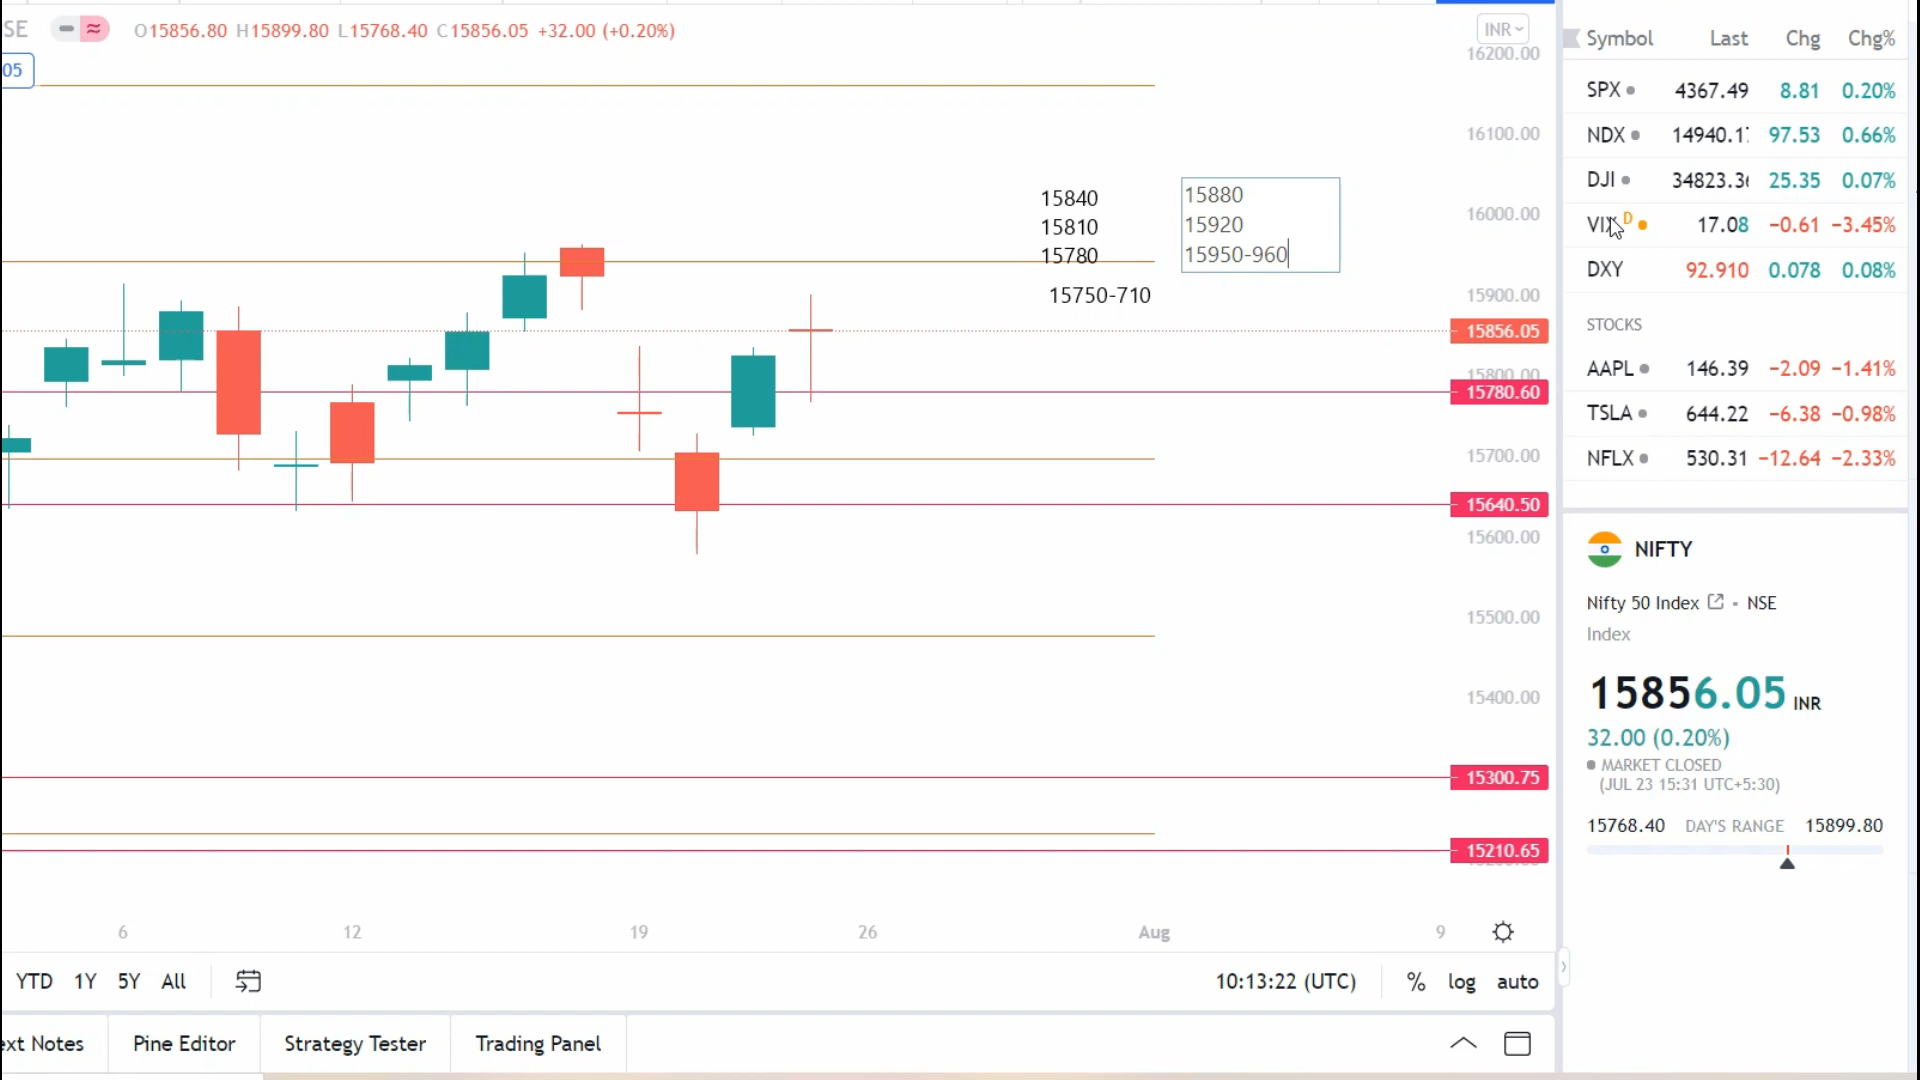 SE O15856.80 H15899.80 L15768.40 C15856.05 +32.00 (+0.20%)
INR
05
16200.00
16100.00
16000.00
15900.00
15856.05
15800.00
15780.60
15700.00
15640.50
15600.00
15500.00
15400.00
15300.75
15210.65
15840
15810
15780
15750-710
15880
15920
15950-960
6 12 19 26 Aug 9
YTD 1Y 5Y All 10:13:22 (UTC) % log auto
ext Notes Pine Editor Strategy Tester Trading Panel
Symbol Last Chg Chg%
SPX 4367.49 8.81 0.20%
NDX 14940.1 97.53 0.66%
DJI 34823.3 25.35 0.07%
VIX D 17.08 −0.61 −3.45%
DXY 92.910 0.078 0.08%
STOCKS
AAPL 146.39 −2.09 −1.41%
TSLA 644.22 −6.38 −0.98%
NFLX 530.31 −12.64 −2.33%
NIFTY
Nifty 50 Index • NSE
Index
15856.05 INR
32.00 (0.20%)
MARKET CLOSED
(JUL 23 15:31 UTC+5:30)
15768.40 DAY'S RANGE 15899.80